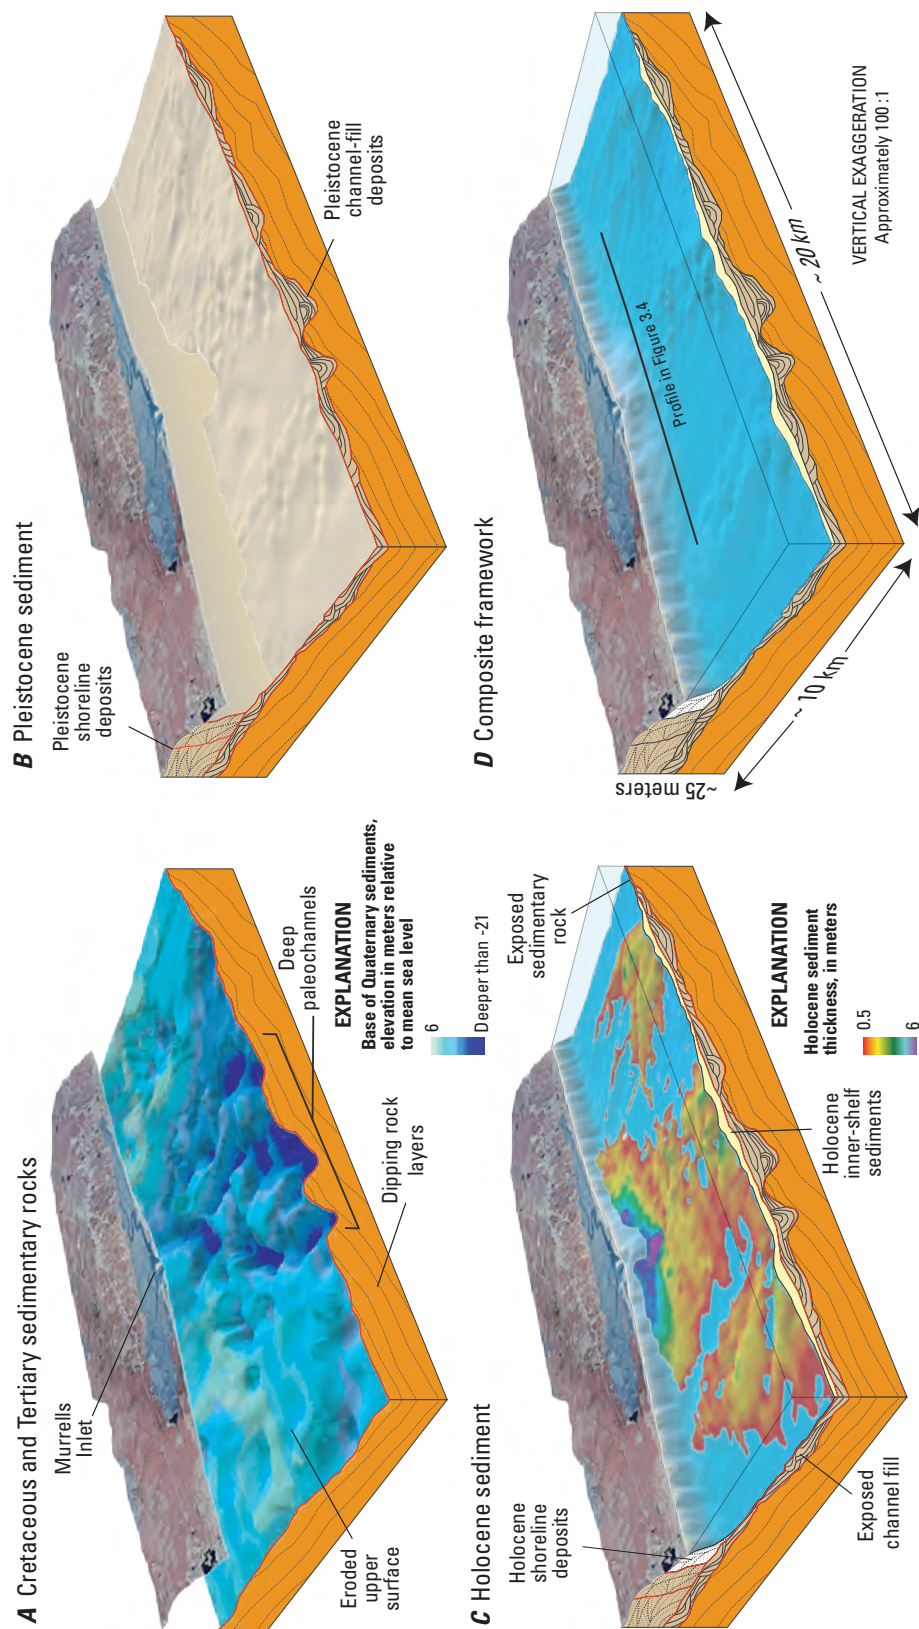 A Cretaceous and Tertiary sedimentary rocks
Murrells
Inlet
Eroded
upper
surface
Dipping rock
layers
Deep
paleochannels
EXPLANATION
Base of Quaternary sediments,
elevation in meters relative
to mean sea level
6
Deeper than -21
B Pleistocene sediment
Pleistocene
shoreline
deposits
Pleistocene
channel-fill
deposits
C Holocene sediment
Holocene
shoreline
deposits
Exposed
channel fill
Holocene
inner-shelf
sediments
Exposed
sedimentary
rock
EXPLANATION
Holocene sediment
thickness, in meters
0.5
6
D Composite framework
Profile in Figure 3.4
~25 meters
~ 10 km
~ 20 km
VERTICAL EXAGGERATION
Approximately 100 :1